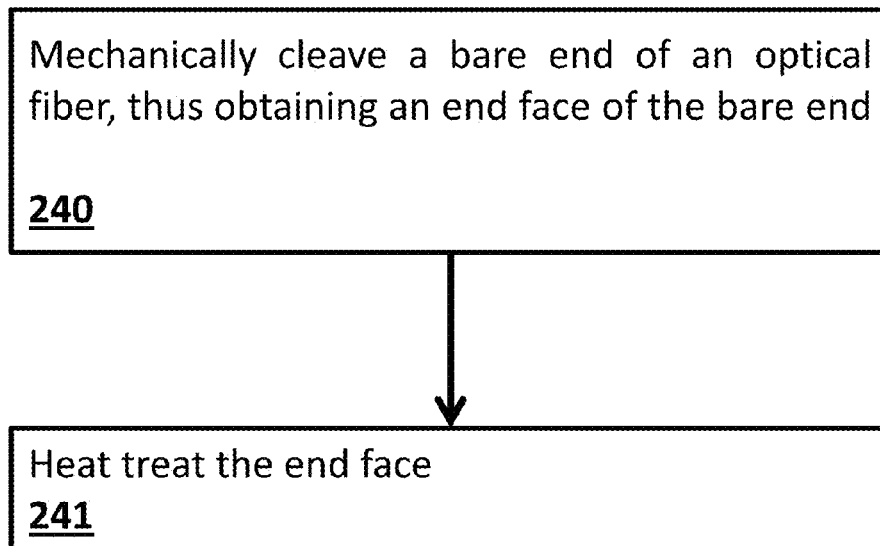 Mechanically cleave a bare end of an optical
fiber, thus obtaining an end face of the bare end
240
Heat treat the end face
241